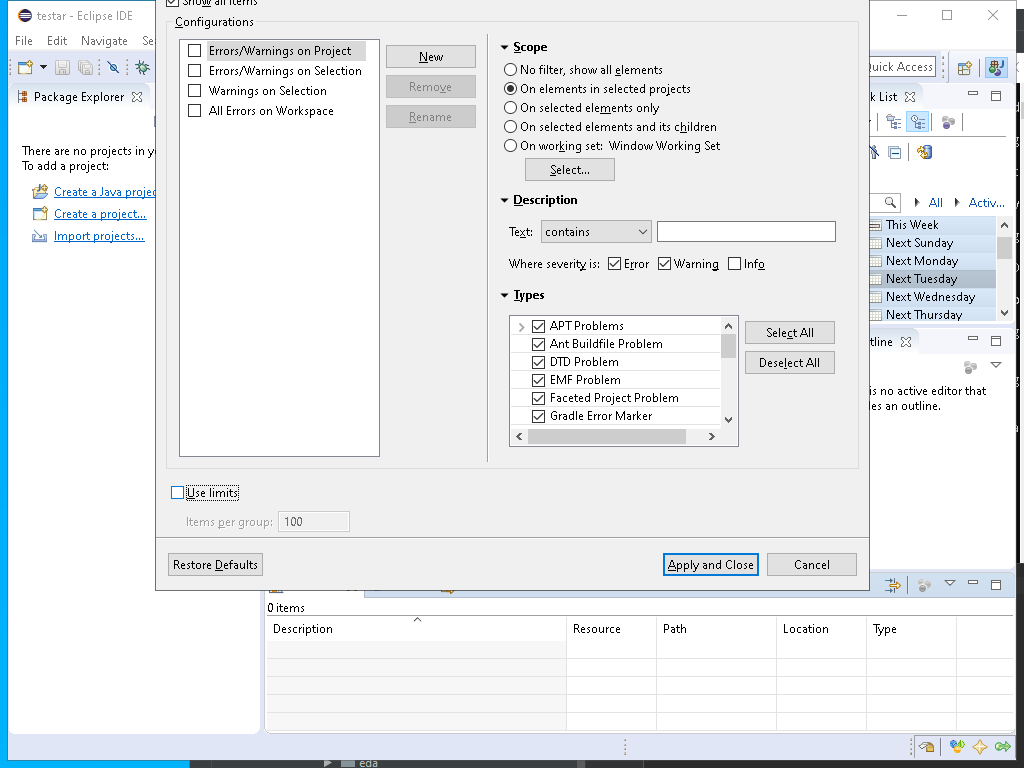 testar - Eclipse IDE
Show all items
Configurations
File Edit Navigate Se
Errors/Warnings on Project
Errors/Warnings on Selection
Warnings on Selection
All Errors on Workspace
New
Remove
Rename
Scope
No filter, show all elements
On elements in selected projects
On selected elements only
On selected elements and its children
On working set: Window Working Set
Select...
Quick Access
Package Explorer
k List
There are no projects in y
To add a project:
Create a Java projec
Create a project...
Import projects...
Description
Text: contains
Where severity is: Error Warning Info
All Activ...
This Week
Next Sunday
Next Monday
Next Tuesday
Next Wednesday
Next Thursday
Types
APT Problems
Ant Buildfile Problem
DTD Problem
EMF Problem
Faceted Project Problem
Gradle Error Marker
Select All
Deselect All
tline
is no active editor that
les an outline.
Use limits
Items per group: 100
Restore Defaults
Apply and Close
Cancel
0 items
Description Resource Path Location Type
eda